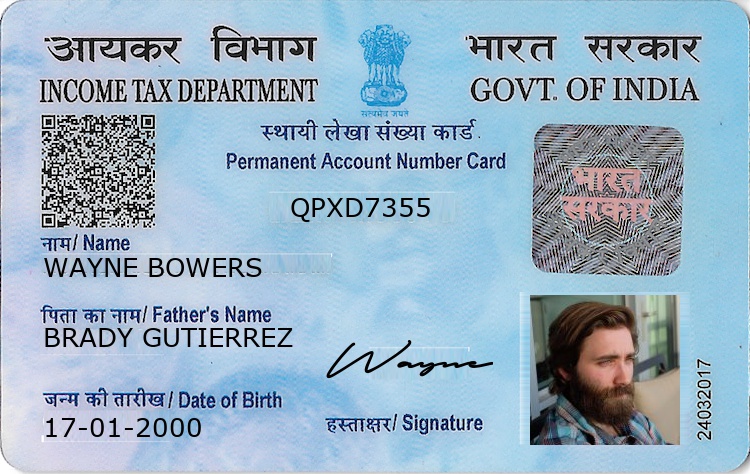 आयकर विभाग
भारत सरकार
INCOME TAX DEPARTMENT
GOVT. OF INDIA
सत्यमेव जयते
स्थायी लेखा संख्या कार्ड
Permanent Account Number Card
भारत
सरकार
QPXD7355
नाम/ Name
WAYNE BOWERS
पिता का नाम/ Father's Name
BRADY GUTIERREZ
Wayne
जन्म की तारीख/ Date of Birth
17-01-2000
हस्ताक्षर/ Signature
24032017